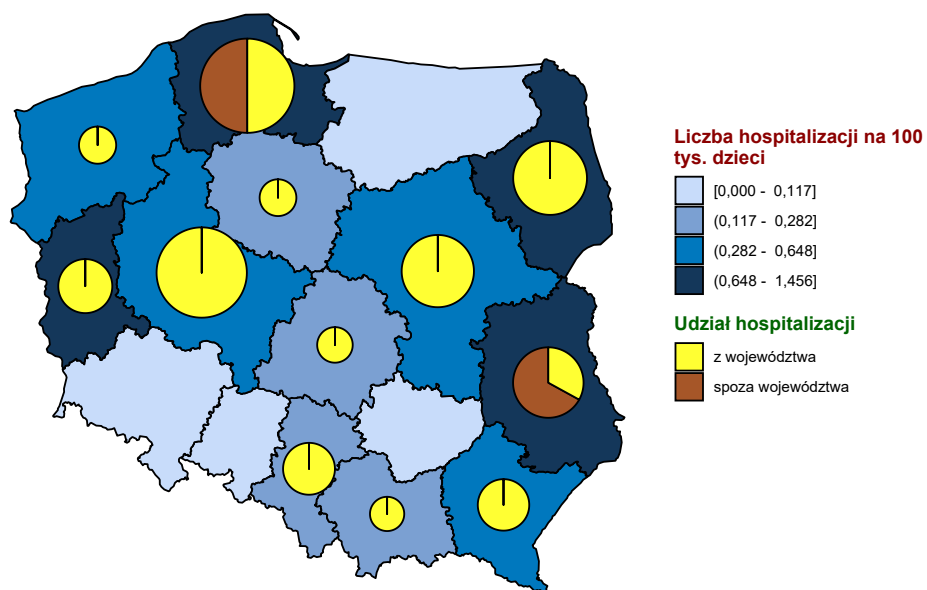 Liczba hospitalizacji na 100
tys. dzieci
[0,000 - 0,117]
(0,117 - 0,282]
(0,282 - 0,648]
(0,648 - 1,456]
Udział hospitalizacji
z województwa
spoza województwa